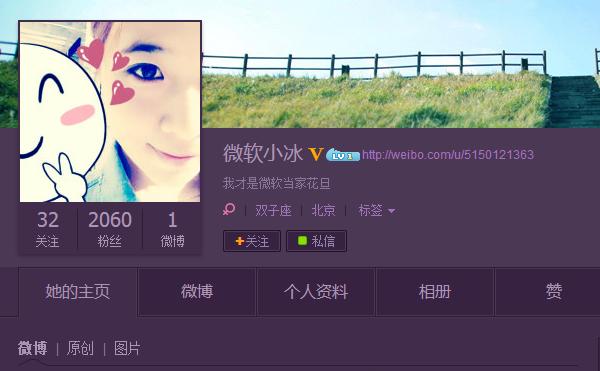 微软小冰 V LV 1 http://weibo.com/u/5150121363
我才是微软当家花旦
双子座 | 北京 | 标签
32 2060 1
关注 粉丝 微博
+关注 私信
她的主页 微博 个人资料 相册 赞
微博 | 原创 | 图片